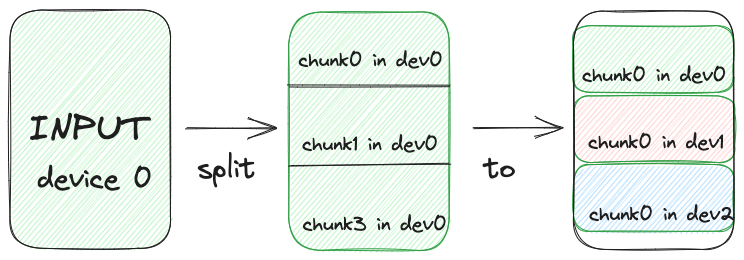 INPUT
device 0
split
chunk0 in dev0
chunk1 in dev0
chunk3 in dev0
to
chunk0 in dev0
chunk0 in dev1
chunk0 in dev2